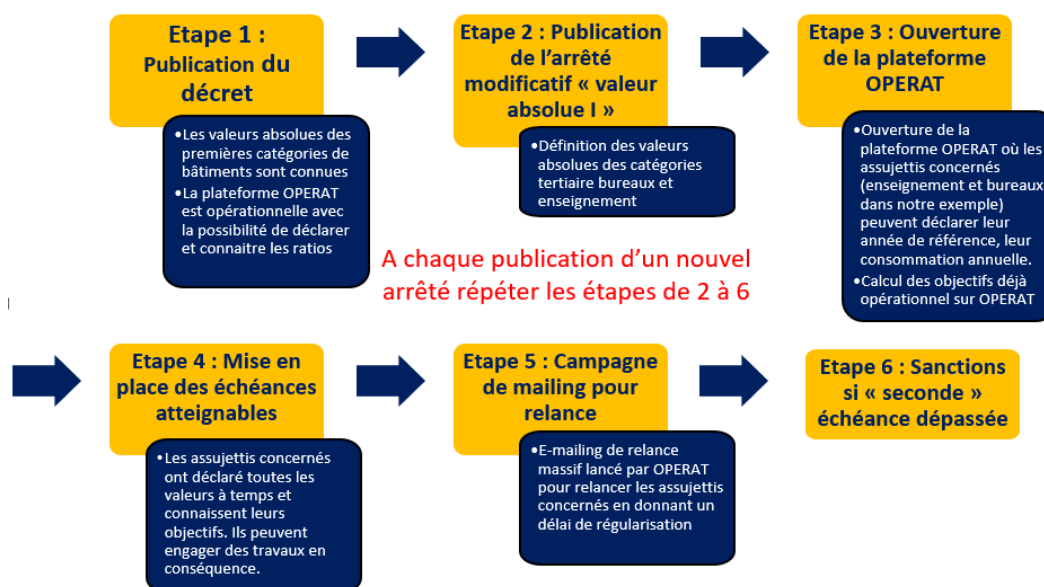 Etape 1 :
Publication du
décret
•Les valeurs absolues des
premières catégories de
bâtiments sont connues
•La plateforme OPERAT
est opérationnelle avec
la possibilité de déclarer
et connaitre les ratios
Etape 2 : Publication
de l'arrêté
modificatif « valeur
absolue I »
•Définition des valeurs
absolues des catégories
tertiaire bureaux et
enseignement
Etape 3 : Ouverture
de la plateforme
OPERAT
•Ouverture de la
plateforme OPERAT où les
assujettis concernés
(enseignement et bureaux
dans notre exemple)
peuvent déclarer leur
année de référence, leur
consommation annuelle.
•Calcul des objectifs déjà
opérationnel sur OPERAT
A chaque publication d'un nouvel
arrêté répéter les étapes de 2 à 6
Etape 4 : Mise en
place des échéances
atteignables
•Les assujettis concernés
ont déclaré toutes les
valeurs à temps et
connaissent leurs
objectifs. Ils peuvent
engager des travaux en
conséquence.
Etape 5 : Campagne
de mailing pour
relance
•E-mailing de relance
massif lancé par OPERAT
pour relancer les assujettis
concernés en donnant un
délai de régularisation
Etape 6 : Sanctions
si « seconde »
échéance dépassée